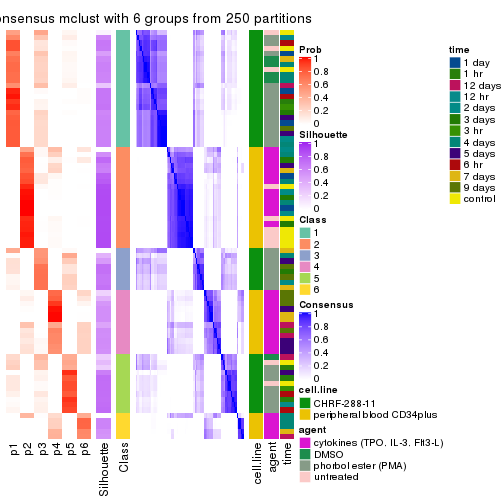 onsensus mclust with 6 groups from 250 partitions
Prob
1
0.8
0.6
0.4
0.2
0
Silhouette
1
0.8
0.6
0.4
0.2
0
Class
1
2
3
4
5
6
Consensus
1
0.8
0.6
0.4
0.2
0
cell.line
CHRF-288-11
peripheral blood CD34plus
agent
cytokines (TPO, IL-3, Flt3-L)
DMSO
phorbol ester (PMA)
untreated
time
1 day
1 hr
12 days
12 hr
2 days
3 days
3 hr
4 days
5 days
6 hr
7 days
9 days
control
p1
p2
p3
p4
p5
p6
Silhouette
Class
cell.line
agent
time